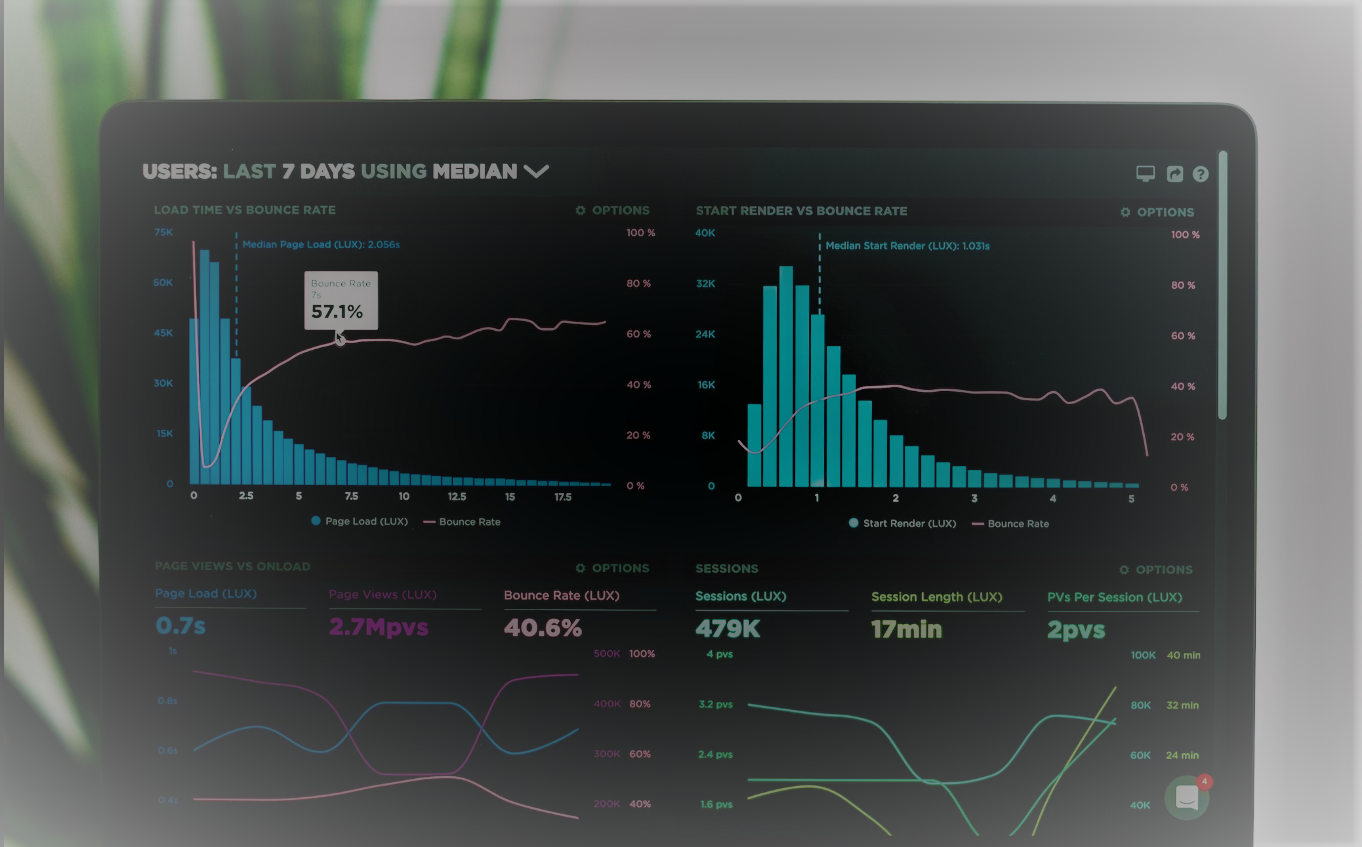 USERS: LAST 7 DAYS USING MEDIAN
LOAD TIME VS BOUNCE RATE
OPTIONS
75K
60K
45K
30K
15K
0
Median Page Load (LUX): 2.056s
Bounce Rate
7s
57.1%
100 %
80 %
60 %
40 %
20 %
0 %
0 2.5 5 7.5 10 12.5 15 17.5
Page Load (LUX) Bounce Rate
START RENDER VS BOUNCE RATE
OPTIONS
40K
32K
24K
16K
8K
0
Median Start Render (LUX): 1.031s
100 %
80 %
60 %
40 %
20 %
0 %
0 1 2 3 4 5
Start Render (LUX) Bounce Rate
PAGE VIEWS VS ONLOAD
OPTIONS
Page Load (LUX) Page Views (LUX) Bounce Rate (LUX)
0.7s 2.7Mpvs 40.6%
1s
0.8s
0.6s
0.4s
500K 100%
400K 80%
300K 60%
200K 40%
SESSIONS
OPTIONS
Sessions (LUX) Session Length (LUX) PVs Per Session (LUX)
479K 17min 2pvs
4 pvs
3.2 pvs
2.4 pvs
1.6 pvs
100K 40 min
80K 32 min
60K 24 min
40K
4